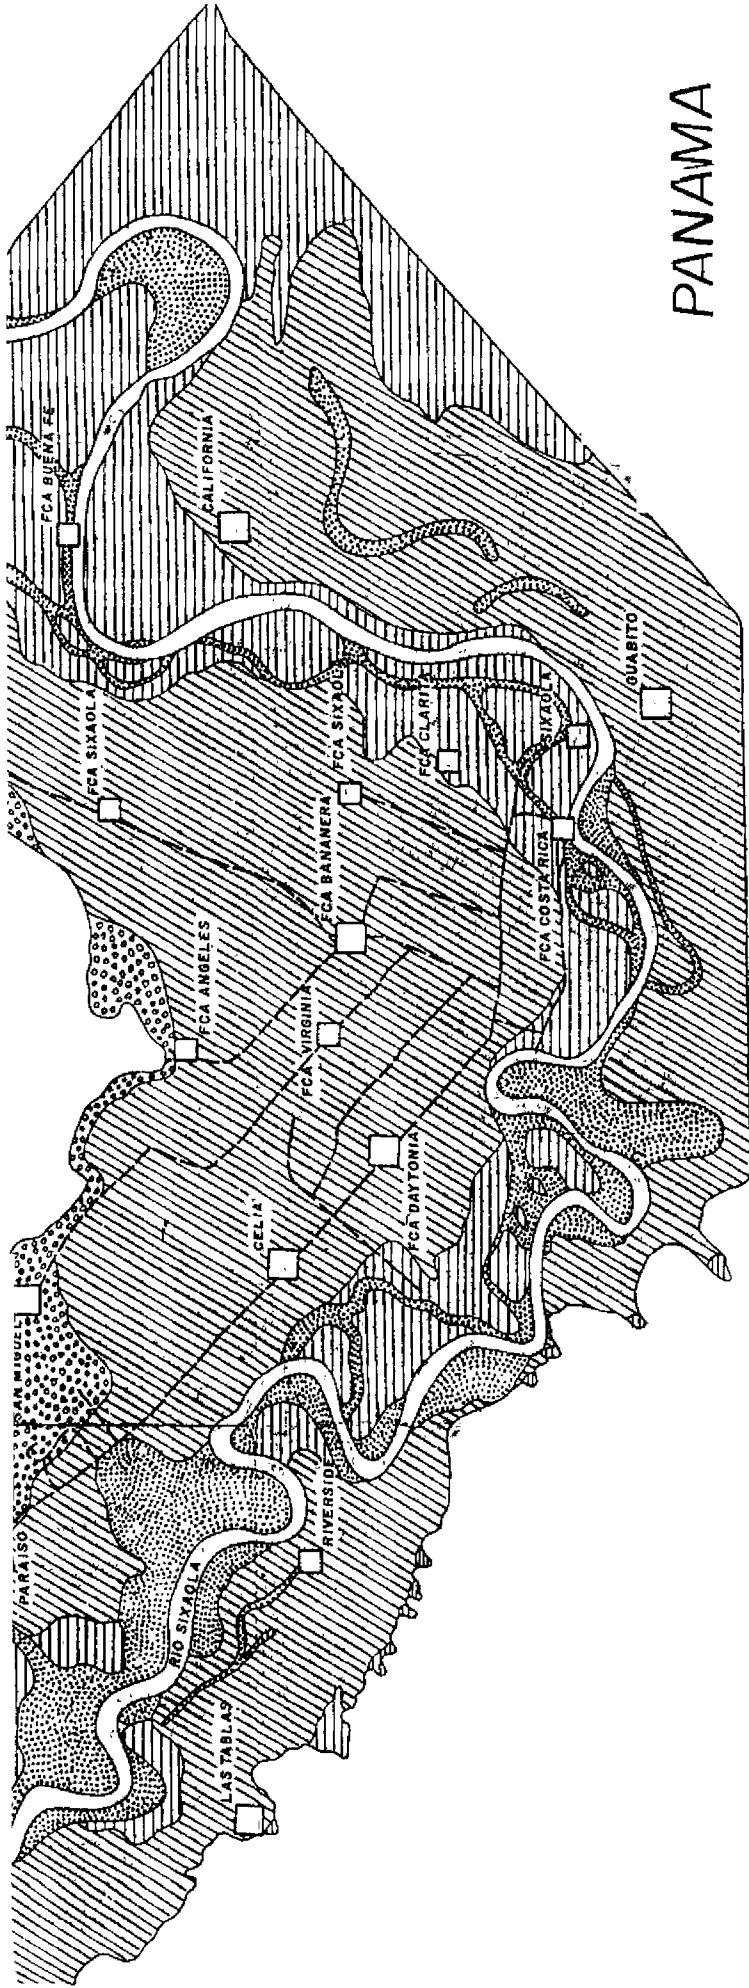 PANAMA
FCA BUENA FE
CALIFORNIA
FCA SIXAOLA
FCA SIXAOL
FCA CLARITA
SIXAOLA
GUABITO
FCA BANANERA
FCA COSTA RICA
FCA ANGELES
FCA VIRGINIA
FCA DAYTONIA
CELIA
SAN MIGUEL
PARAISO
RIVERSIDE
RIO SIXAOLA
LAS TABLAS